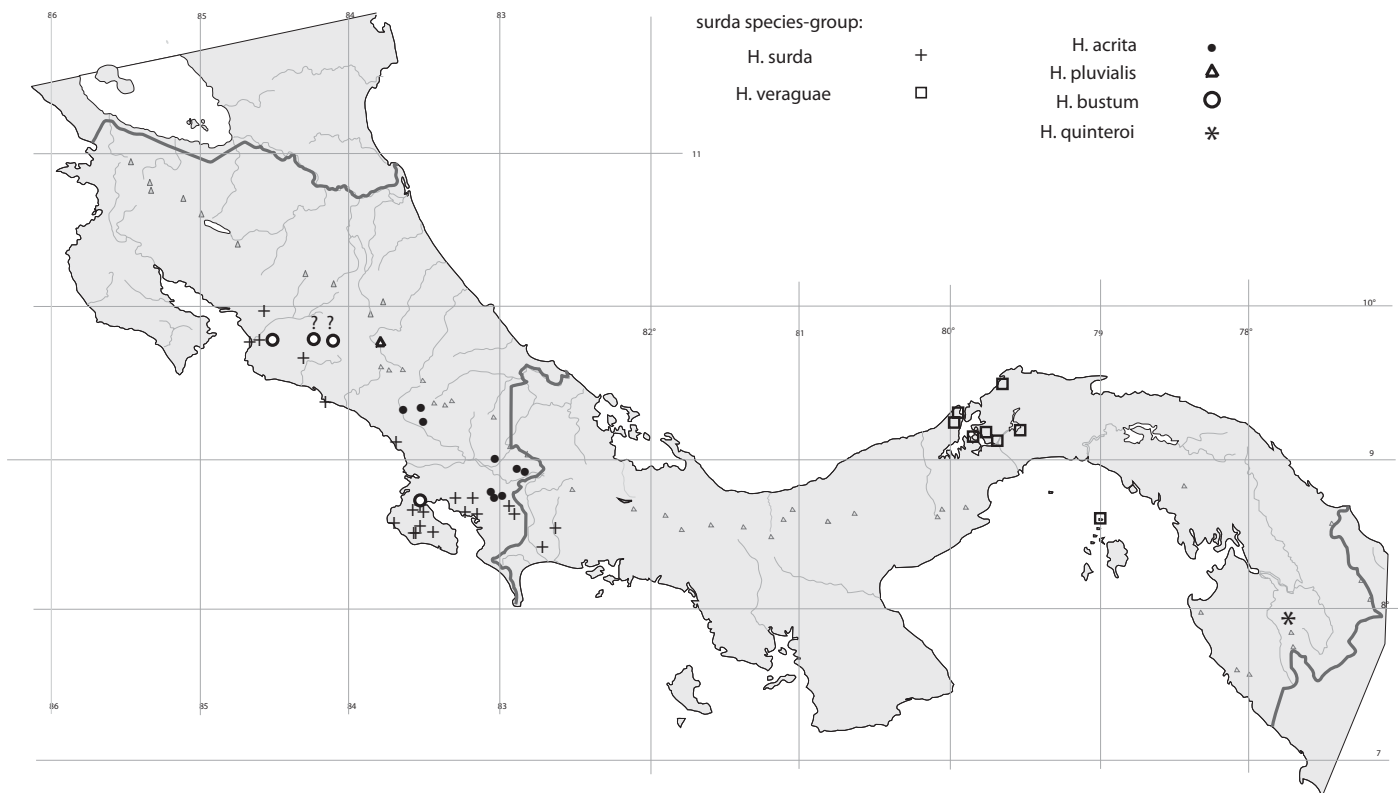 86 85 84 83
surda species-group:
H. surda +
H. veraguae □
H. acrita ●
H. pluvialis △
H. bustum ○
H. quinteroi *
11
10°
? ?
82° 81 80° 79 78°
9
8°
86 85 84 83
7